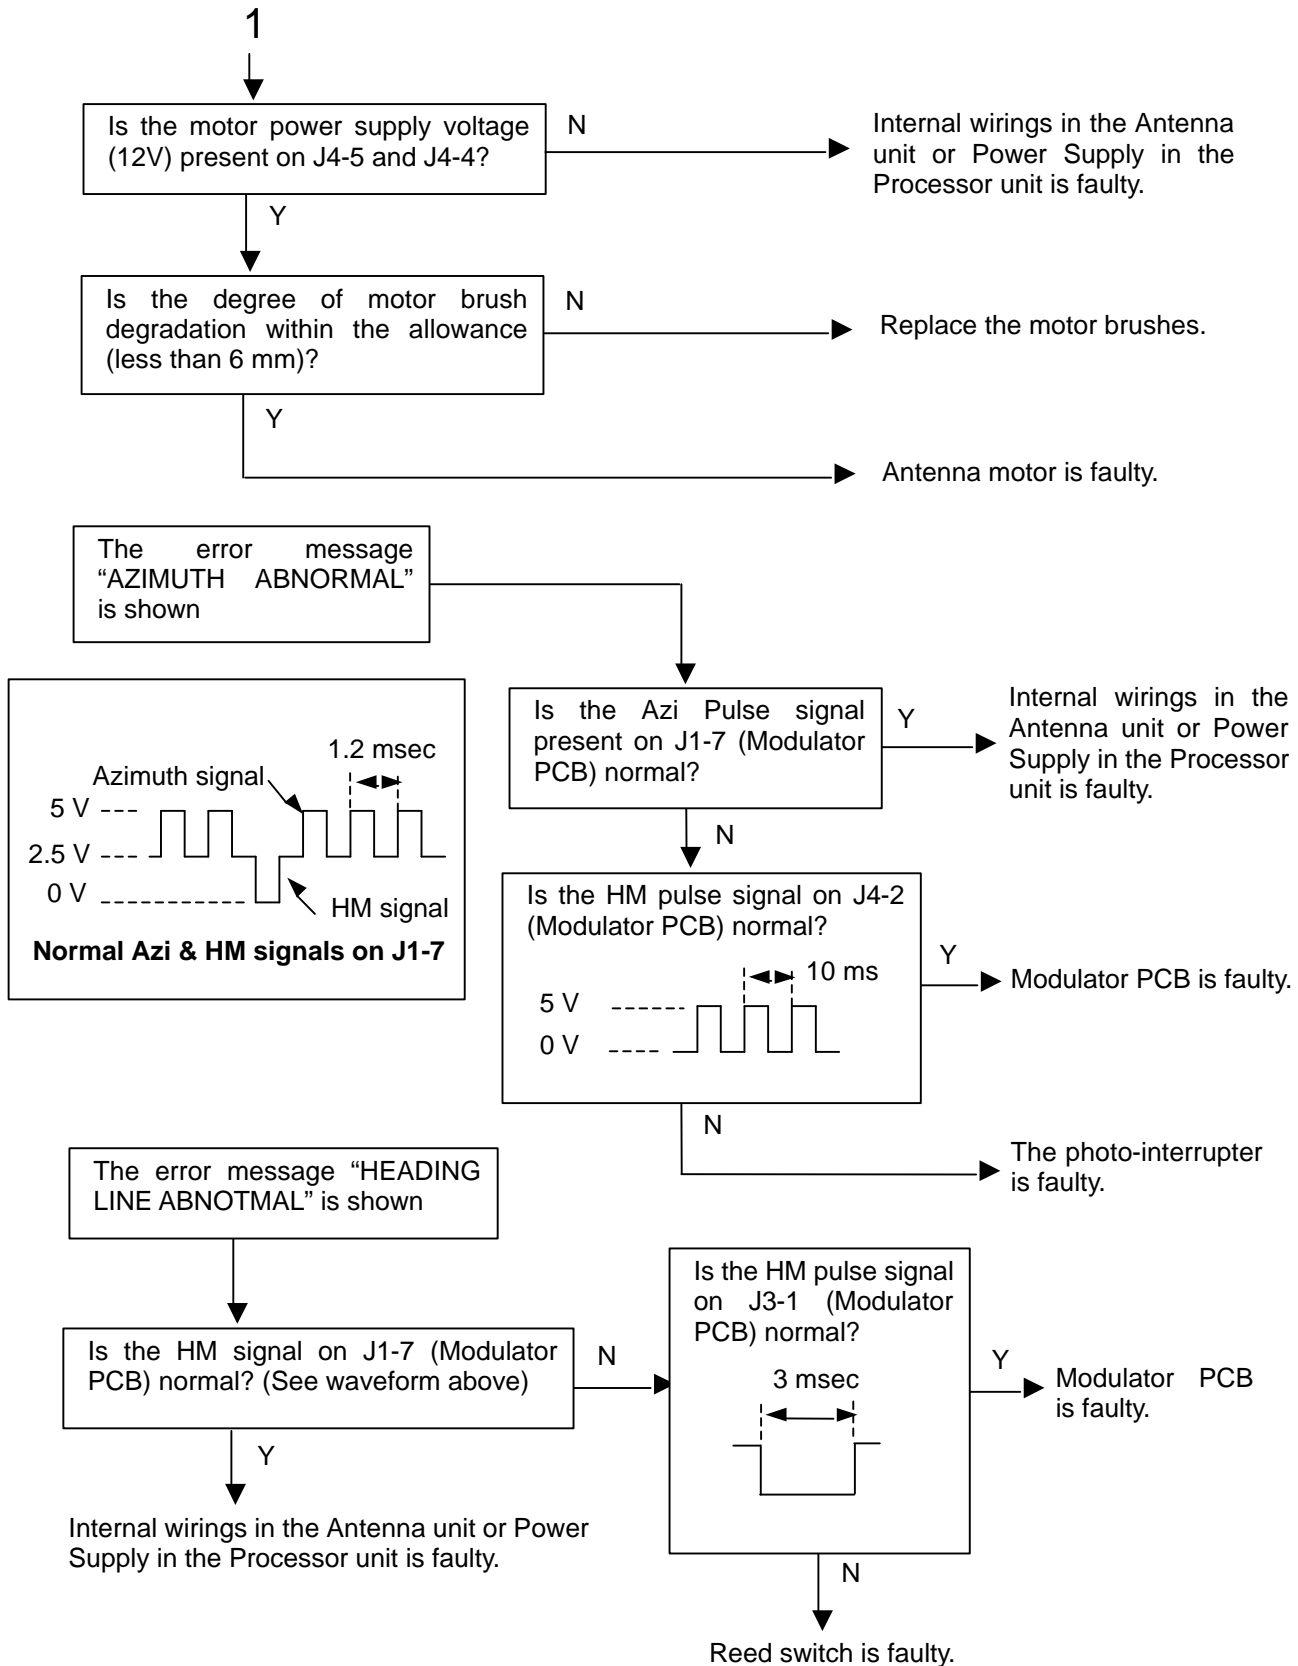 1
Is the motor power supply voltage
(12V) present on J4-5 and J4-4?
N
Internal wirings in the Antenna
unit or Power Supply in the
Processor unit is faulty.
Y
Is the degree of motor brush
degradation within the allowance
(less than 6 mm)?
N
Replace the motor brushes.
Y
Antenna motor is faulty.
The error message
“AZIMUTH ABNORMAL”
is shown
Is the Azi Pulse signal
present on J1-7 (Modulator
PCB) normal?
Y
Internal wirings in the
Antenna unit or Power
Supply in the Processor
unit is faulty.
1.2 msec
Azimuth signal
5 V
2.5 V
0 V
HM signal
Normal Azi & HM signals on J1-7
N
Is the HM pulse signal on J4-2
(Modulator PCB) normal?
10 ms
5 V
0 V
Y
Modulator PCB is faulty.
N
The photo-interrupter
is faulty.
The error message “HEADING
LINE ABNOTMAL” is shown
Is the HM signal on J1-7 (Modulator
PCB) normal? (See waveform above)
N
Is the HM pulse signal
on J3-1 (Modulator
PCB) normal?
3 msec
Y
Modulator PCB
is faulty.
Y
Internal wirings in the Antenna unit or Power
Supply in the Processor unit is faulty.
N
Reed switch is faulty.